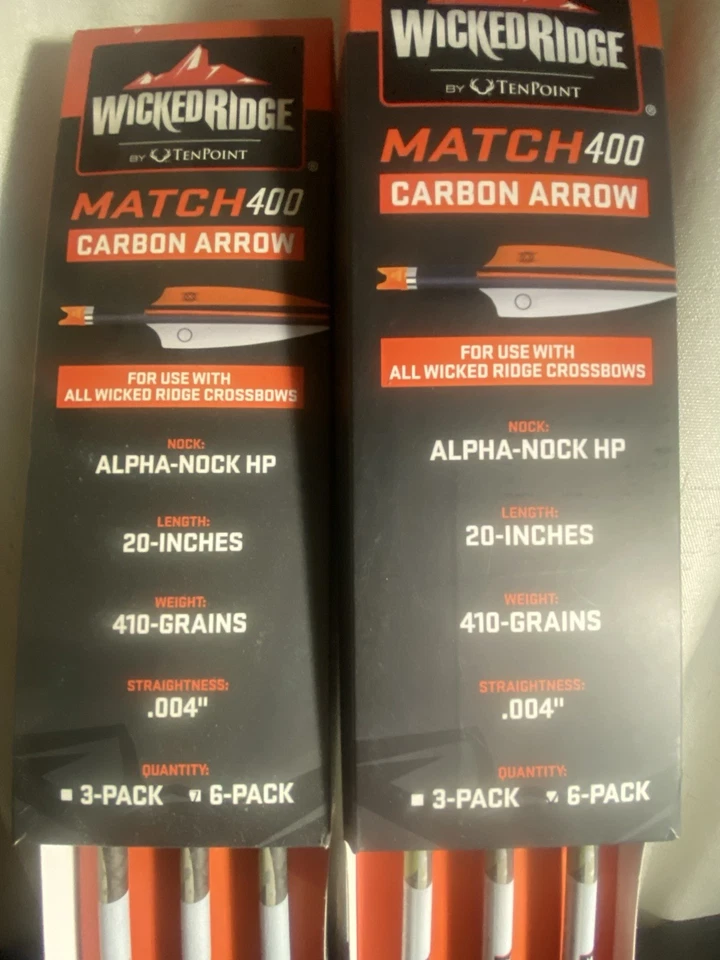 WICKEDRIDGE
BY TENPOINT
®
MATCH400
CARBON ARROW
FOR USE WITH
ALL WICKED RIDGE CROSSBOWS
NOCK:
ALPHA-NOCK HP
LENGTH:
20-INCHES
WEIGHT:
410-GRAINS
STRAIGHTNESS:
.004"
QUANTITY:
3-PACK 6-PACK
WICKEDRIDGE
BY TENPOINT
®
MATCH400
CARBON ARROW
FOR USE WITH
ALL WICKED RIDGE CROSSBOWS
NOCK:
ALPHA-NOCK HP
LENGTH:
20-INCHES
WEIGHT:
410-GRAINS
STRAIGHTNESS:
.004"
QUANTITY:
3-PACK 6-PACK